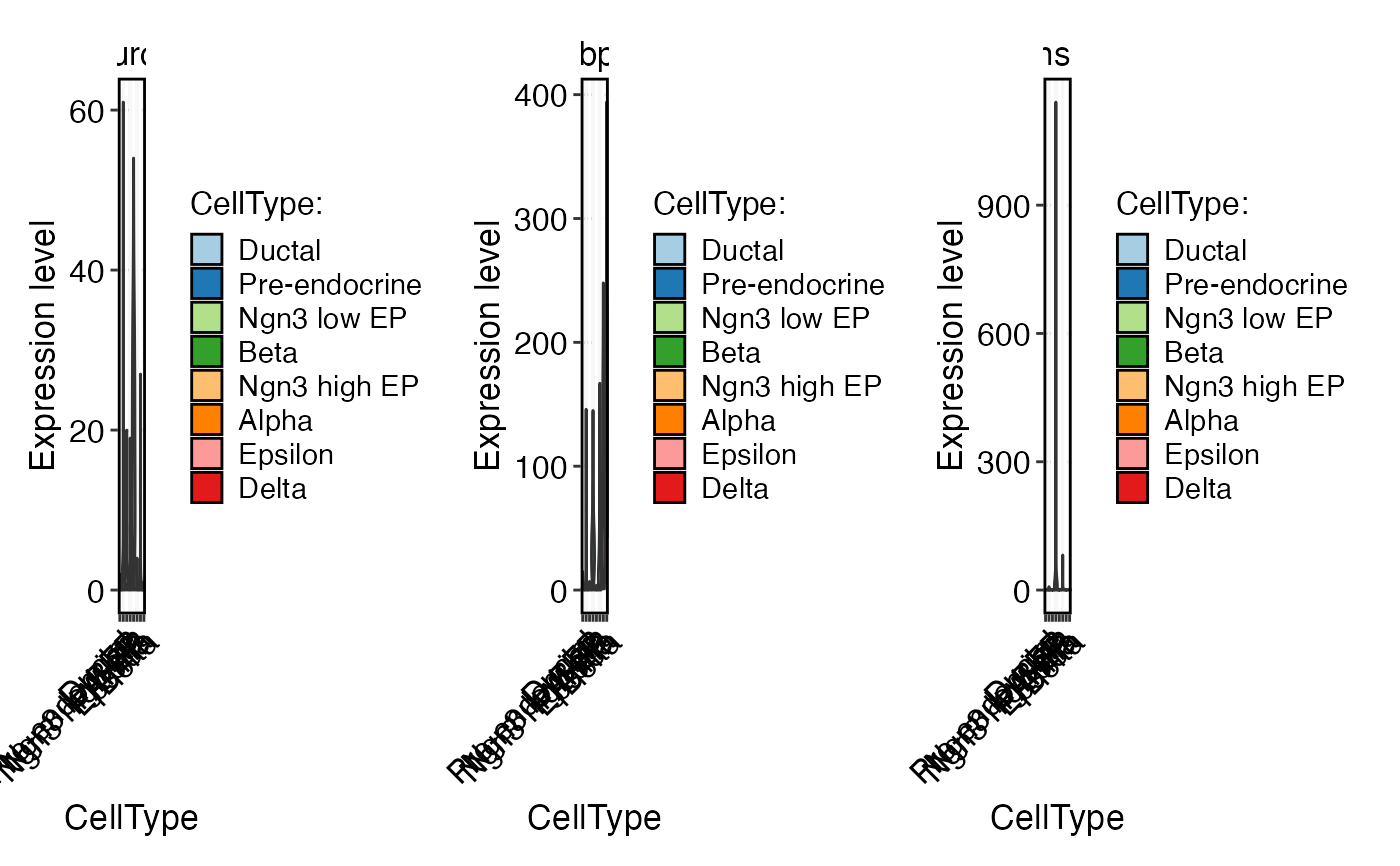 bp
60
40
20
0
Expression level
CellType
CellType:
Ductal
Pre-endocrine
Ngn3 low EP
Beta
Ngn3 high EP
Alpha
Epsilon
Delta
400
300
200
100
0
Expression level
CellType
CellType:
Ductal
Pre-endocrine
Ngn3 low EP
Beta
Ngn3 high EP
Alpha
Epsilon
Delta
900
600
300
0
Expression level
CellType
CellType:
Ductal
Pre-endocrine
Ngn3 low EP
Beta
Ngn3 high EP
Alpha
Epsilon
Delta